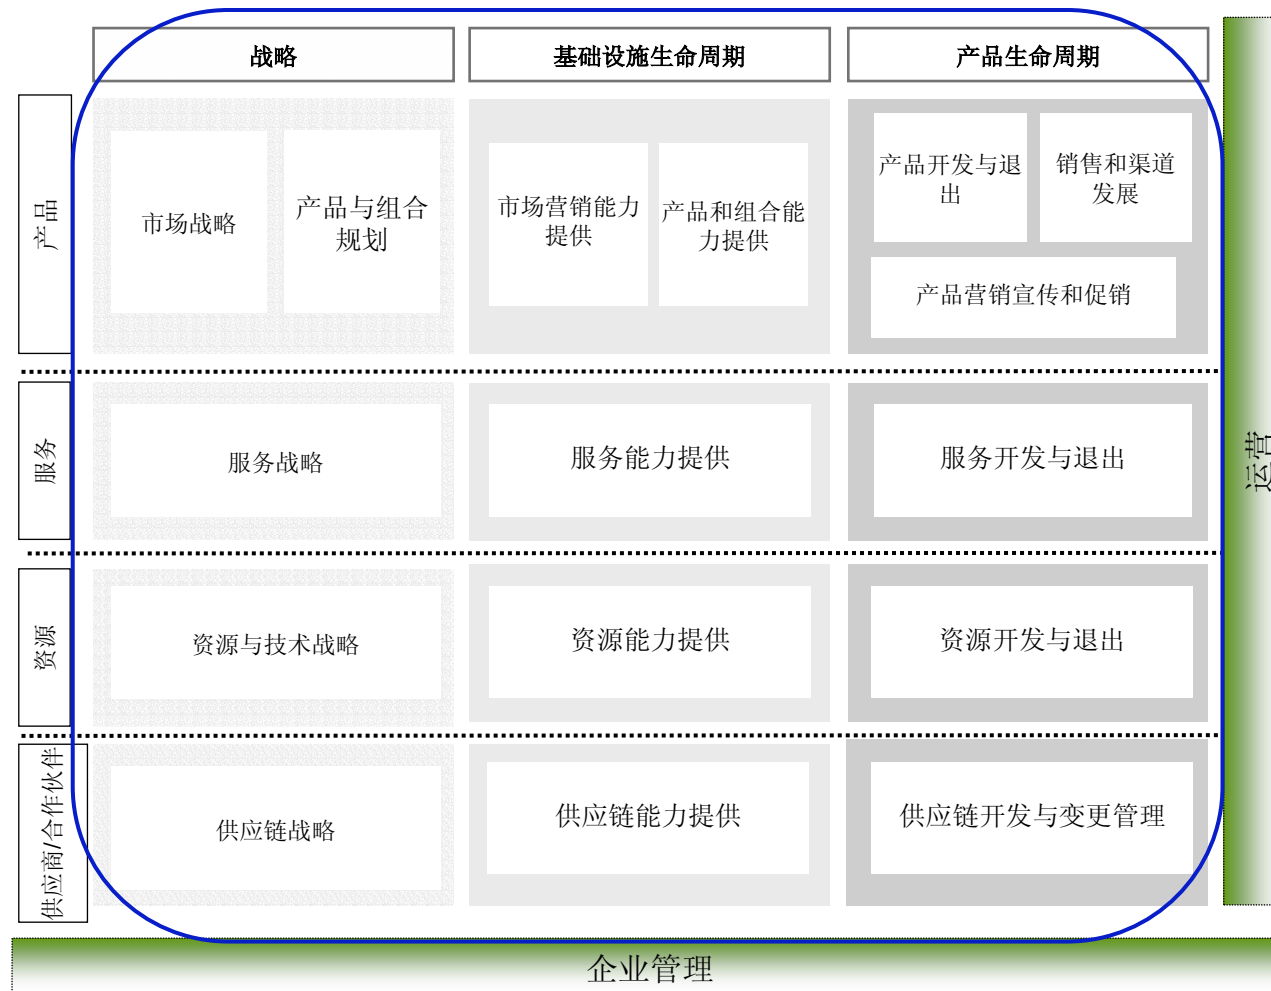 战略
基础设施生命周期
产品生命周期
产品
市场战略
产品与组合
规划
市场营销能力
提供
产品和组合能
力提供
产品开发与退
出
销售和渠道
发展
产品营销宣传和促销
服务
服务战略
服务能力提供
服务开发与退出
资源
资源与技术战略
资源能力提供
资源开发与退出
供应商/合作伙伴
供应链战略
供应链能力提供
供应链开发与变更管理
运营
企业管理